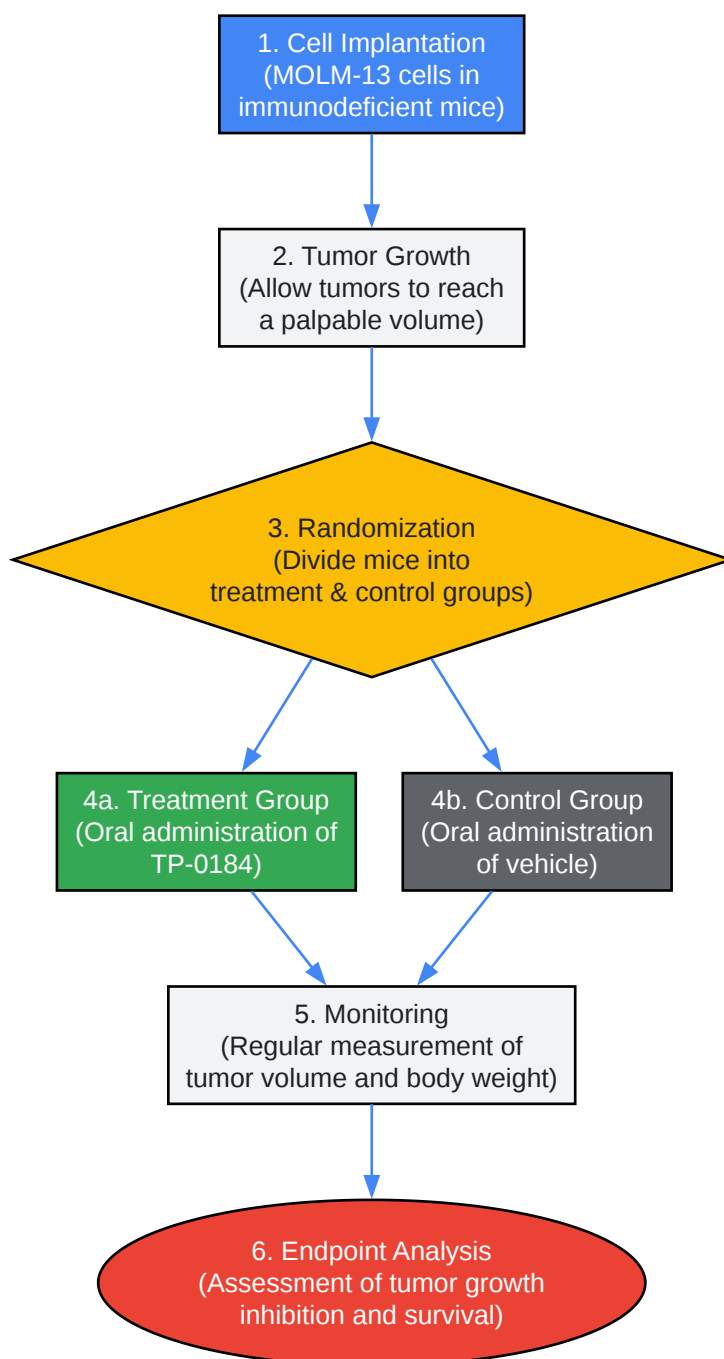 1. Cell Implantation
(MOLM-13 cells in
immunodeficient mice)
2. Tumor Growth
(Allow tumors to reach
a palpable volume)
3. Randomization
(Divide mice into
treatment & control groups)
4a. Treatment Group
(Oral administration of
TP-0184)
4b. Control Group
(Oral administration
of vehicle)
5. Monitoring
(Regular measurement of
tumor volume and body weight)
6. Endpoint Analysis
(Assessment of tumor growth
inhibition and survival)